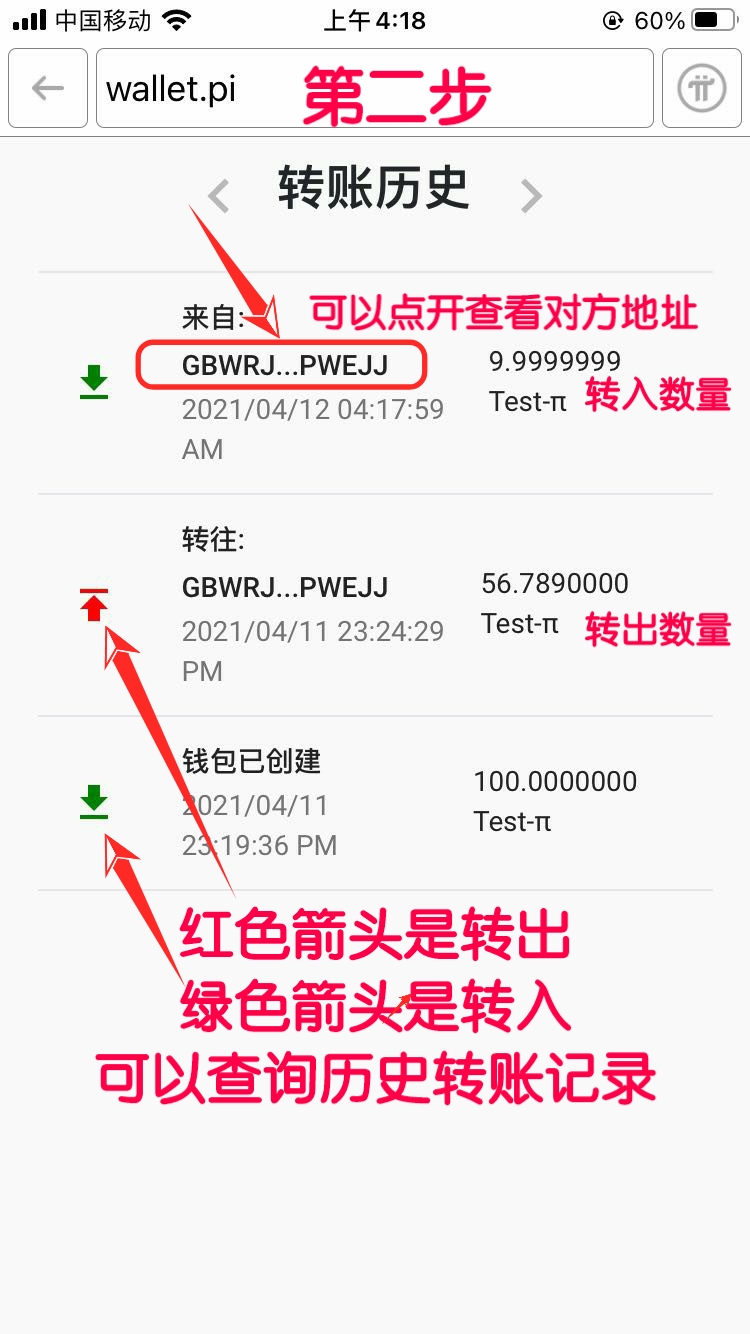 中国移动 上午4:18 60%
wallet.pi 第二步
转账历史
来自: 可以点开查看对方地址
GBWRJ...PWEJJ 9.9999999
2021/04/12 04:17:59 Test-π 转入数量
AM
转往:
GBWRJ...PWEJJ 56.7890000
2021/04/11 23:24:29 Test-π 转出数量
PM
钱包已创建 100.0000000
2021/04/11 Test-π
23:19:36 PM
红色箭头是转出
绿色箭头是转入
可以查询历史转账记录